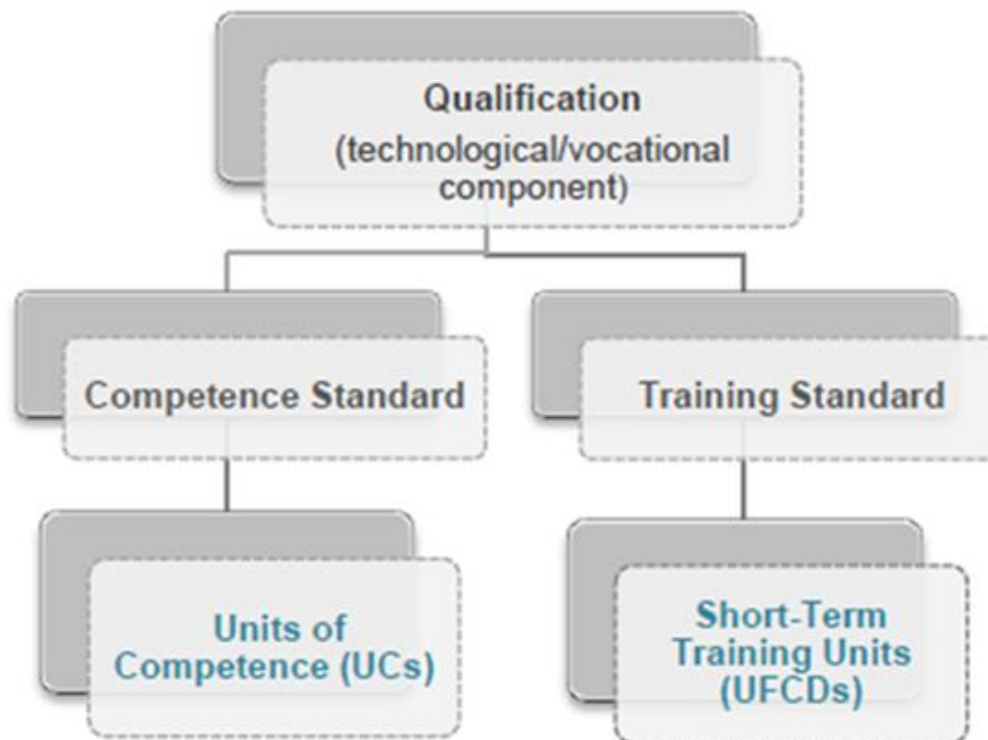 Qualification
(technological/vocational
component)
Competence Standard
Training Standard
Units of
Competence (UCs)
Short-Term
Training Units
(UFCDs)